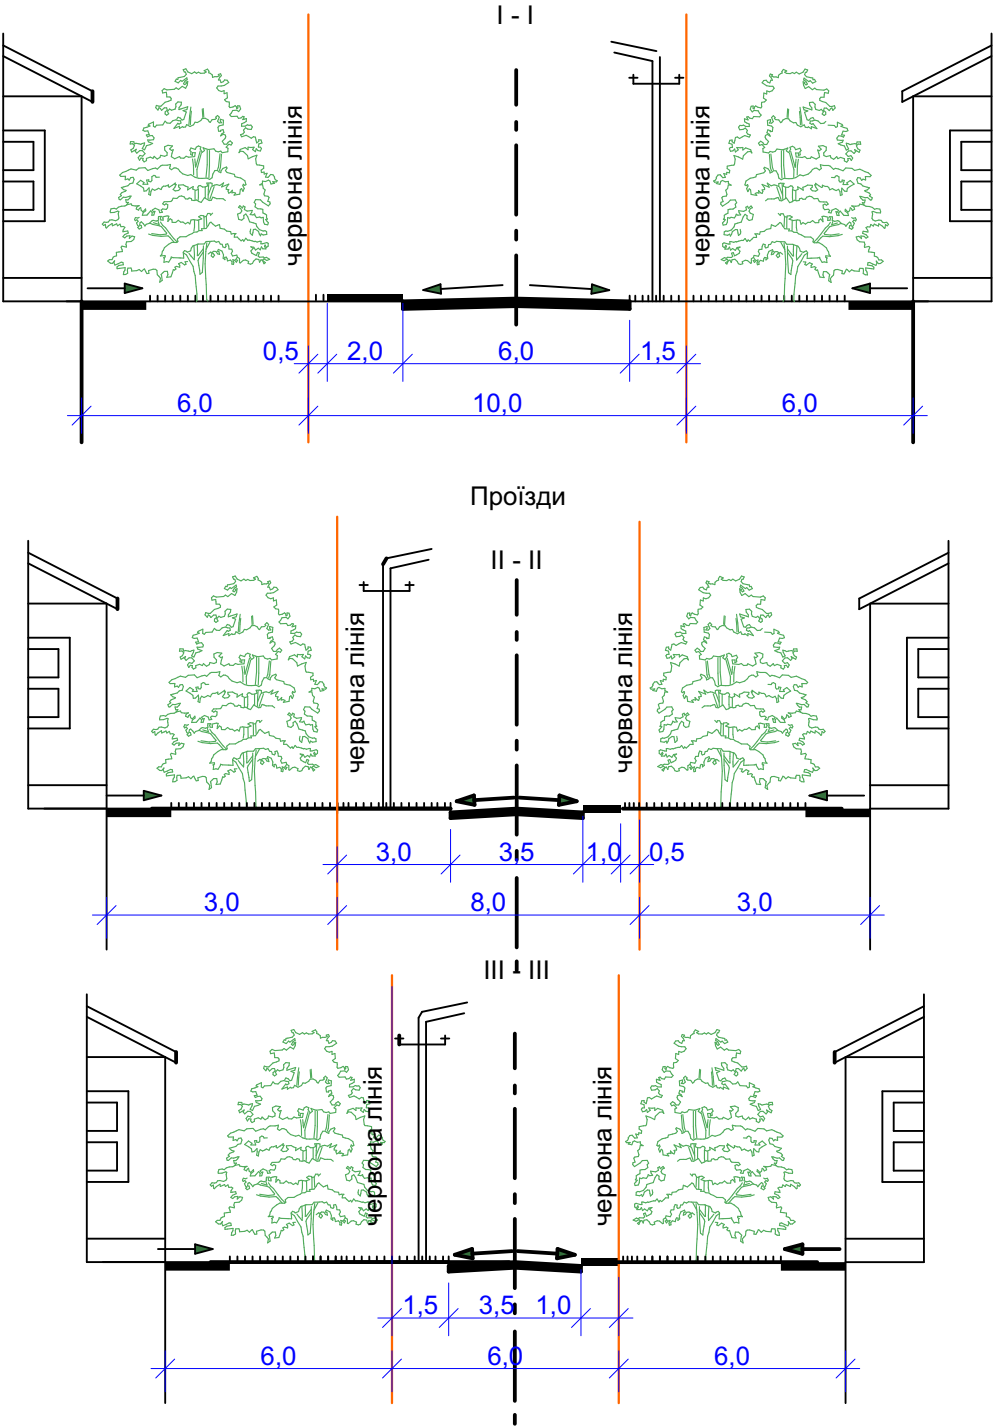 I - I
червона лінія
червона лінія
0,5 2,0 6,0 1,5
6,0 10,0 6,0
Проїзди
II - II
червона лінія
червона лінія
3,0 3,5 1,0 0,5
3,0 8,0 3,0
III - III
червона лінія
червона лінія
1,5 3,5 1,0
6,0 6,0 6,0